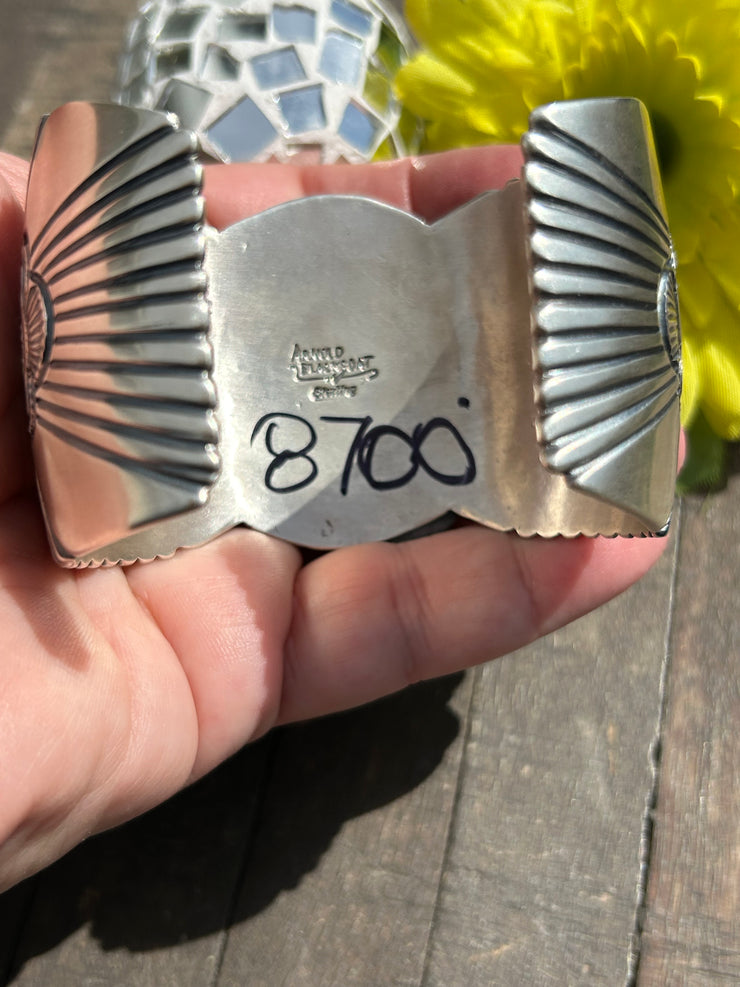 ARNOLD
BLACKGOAT
Sterling
8700